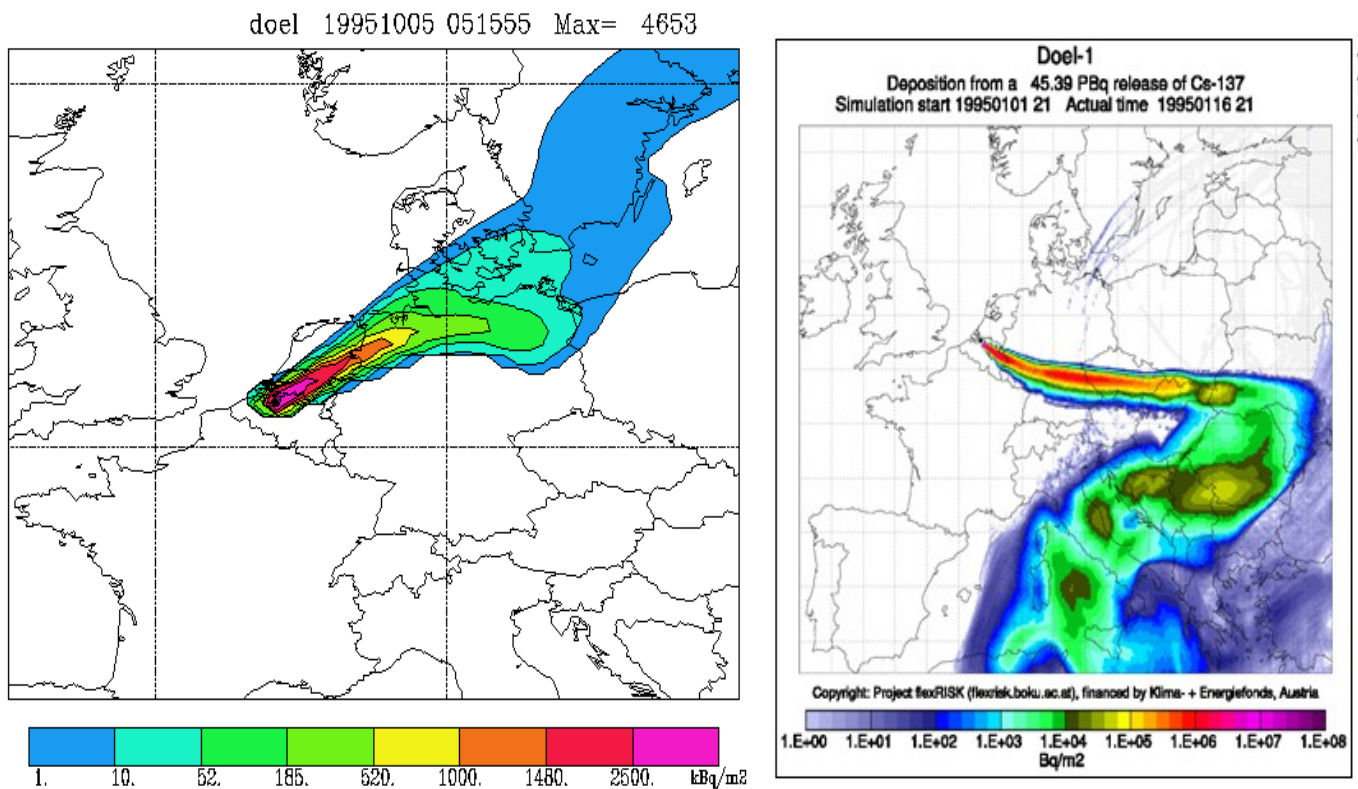 doel 19951005 051555 Max= 4653
1. 10. 52. 185. 620. 1000. 1480. 2500. kBq/m2
Doel-1
Deposition from a 45.39 PBq release of Cs-137
Simulation start 19950101 21 Actual time 19950116 21
Copyright: Project flexRISK (flexrisk.boku.ac.at), financed by Klima- + Energiefonds, Austria
1.E+00 1.E+01 1.E+02 1.E+03 1.E+04 1.E+05 1.E+06 1.E+07 1.E+08
Bq/m2